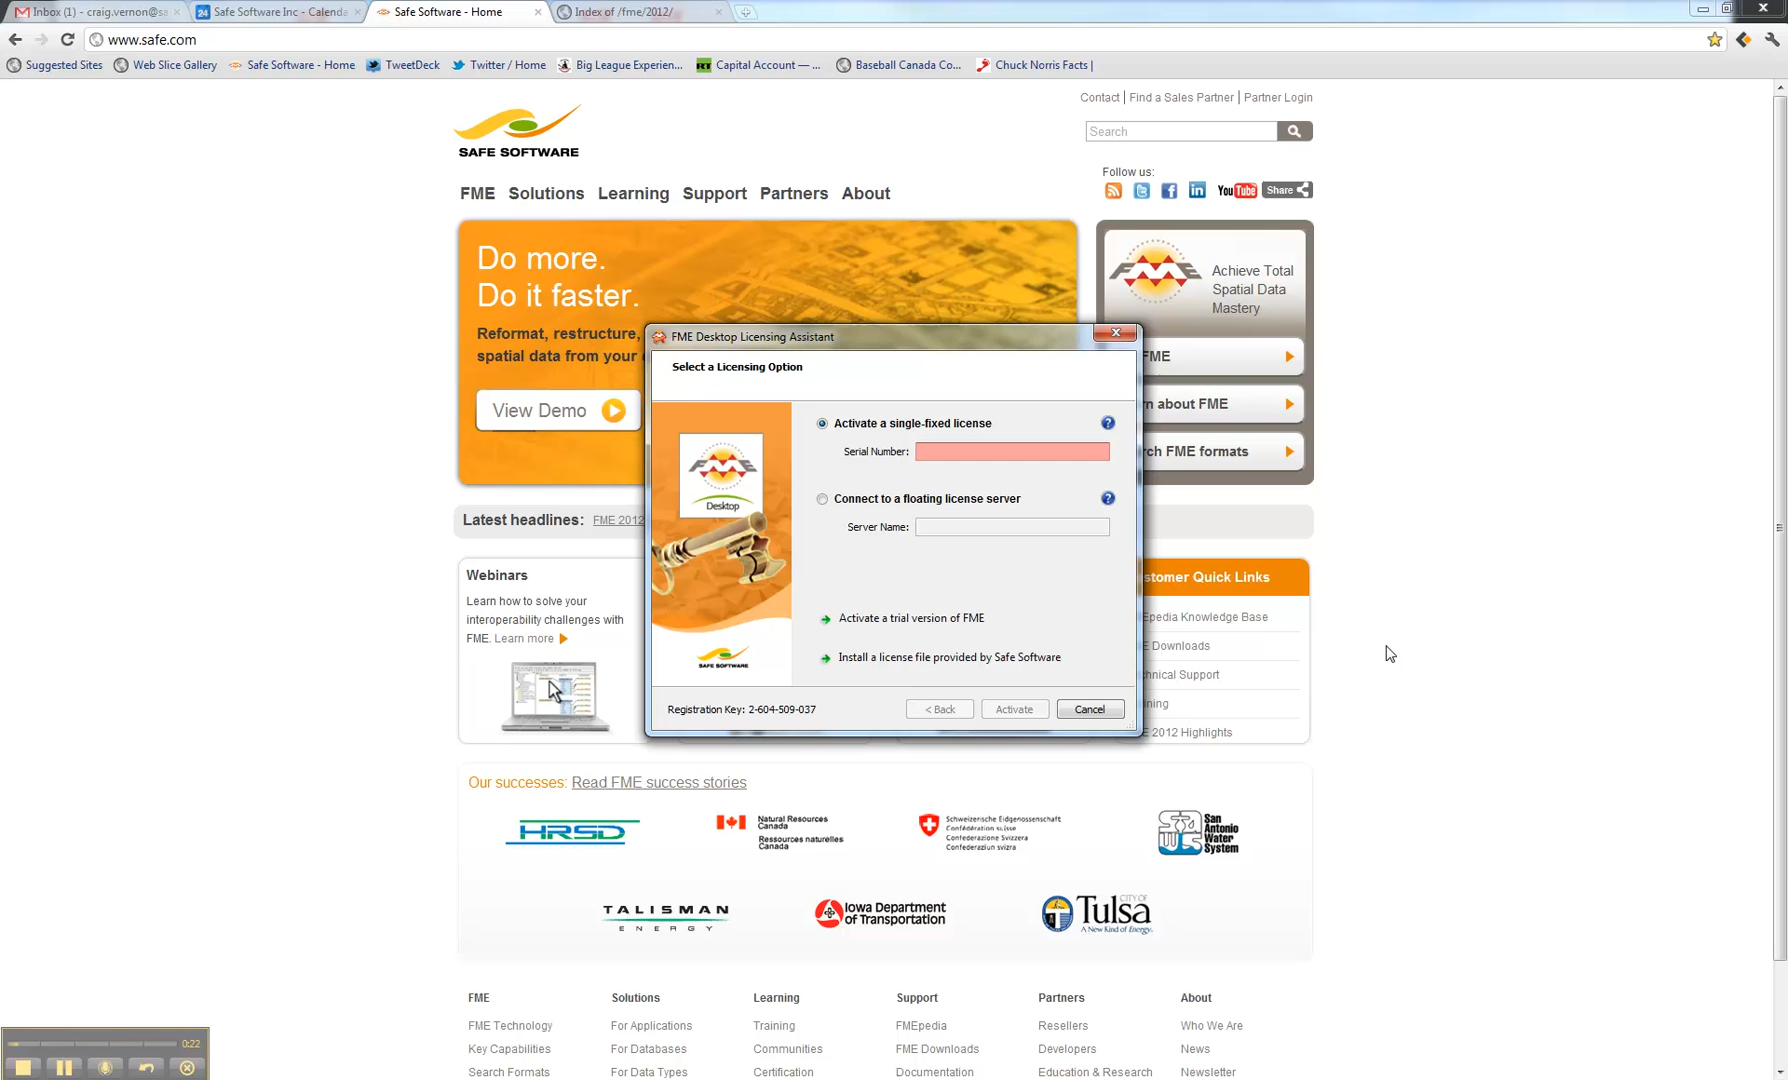 Inbox (1) - craig.vernon@sa
Safe Software Inc - Calenda
Safe Software - Home
Index of /fme/2012/
www.safe.com
Suggested Sites
Web Slice Gallery
Safe Software - Home
TweetDeck
Twitter / Home
Big League Experien...
Capital Account — ...
Baseball Canada Co...
Chuck Norris Facts |
Contact | Find a Sales Partner | Partner Login
SAFE SOFTWARE
Search
Follow us:
You Tube
Share
FME Solutions Learning Support Partners About
Do more.
Do it faster.
Reformat, restructure,
spatial data from your
View Demo
FME
Achieve Total
Spatial Data
Mastery
FME
n about FME
rch FME formats
Latest headlines: FME 2012
Webinars
Learn how to solve your
interoperability challenges with
FME. Learn more
stomer Quick Links
Epedia Knowledge Base
E Downloads
hnical Support
ining
E 2012 Highlights
FME Desktop Licensing Assistant
Select a Licensing Option
FME
Desktop
SAFE SOFTWARE
Activate a single-fixed license
Serial Number:
Connect to a floating license server
Server Name:
Activate a trial version of FME
Install a license file provided by Safe Software
Registration Key: 2-604-509-037
< Back
Activate
Cancel
Our successes: Read FME success stories
HRSD
Natural Resources
Canada
Ressources naturelles
Canada
Schweizerische Eidgenossenschaft
Confédération suisse
Confederazione Svizzera
Confederaziun svizra
San
Antonio
Water
System
TALISMAN
ENERGY
Iowa Department
of Transportation
CITY OF
Tulsa
A New Kind of Energy.
FME
FME Technology
Key Capabilities
Search Formats
Solutions
For Applications
For Databases
For Data Types
Learning
Training
Communities
Certification
Support
FMEpedia
FME Downloads
Documentation
Partners
Resellers
Developers
Education & Research
About
Who We Are
News
Newsletter
0:22